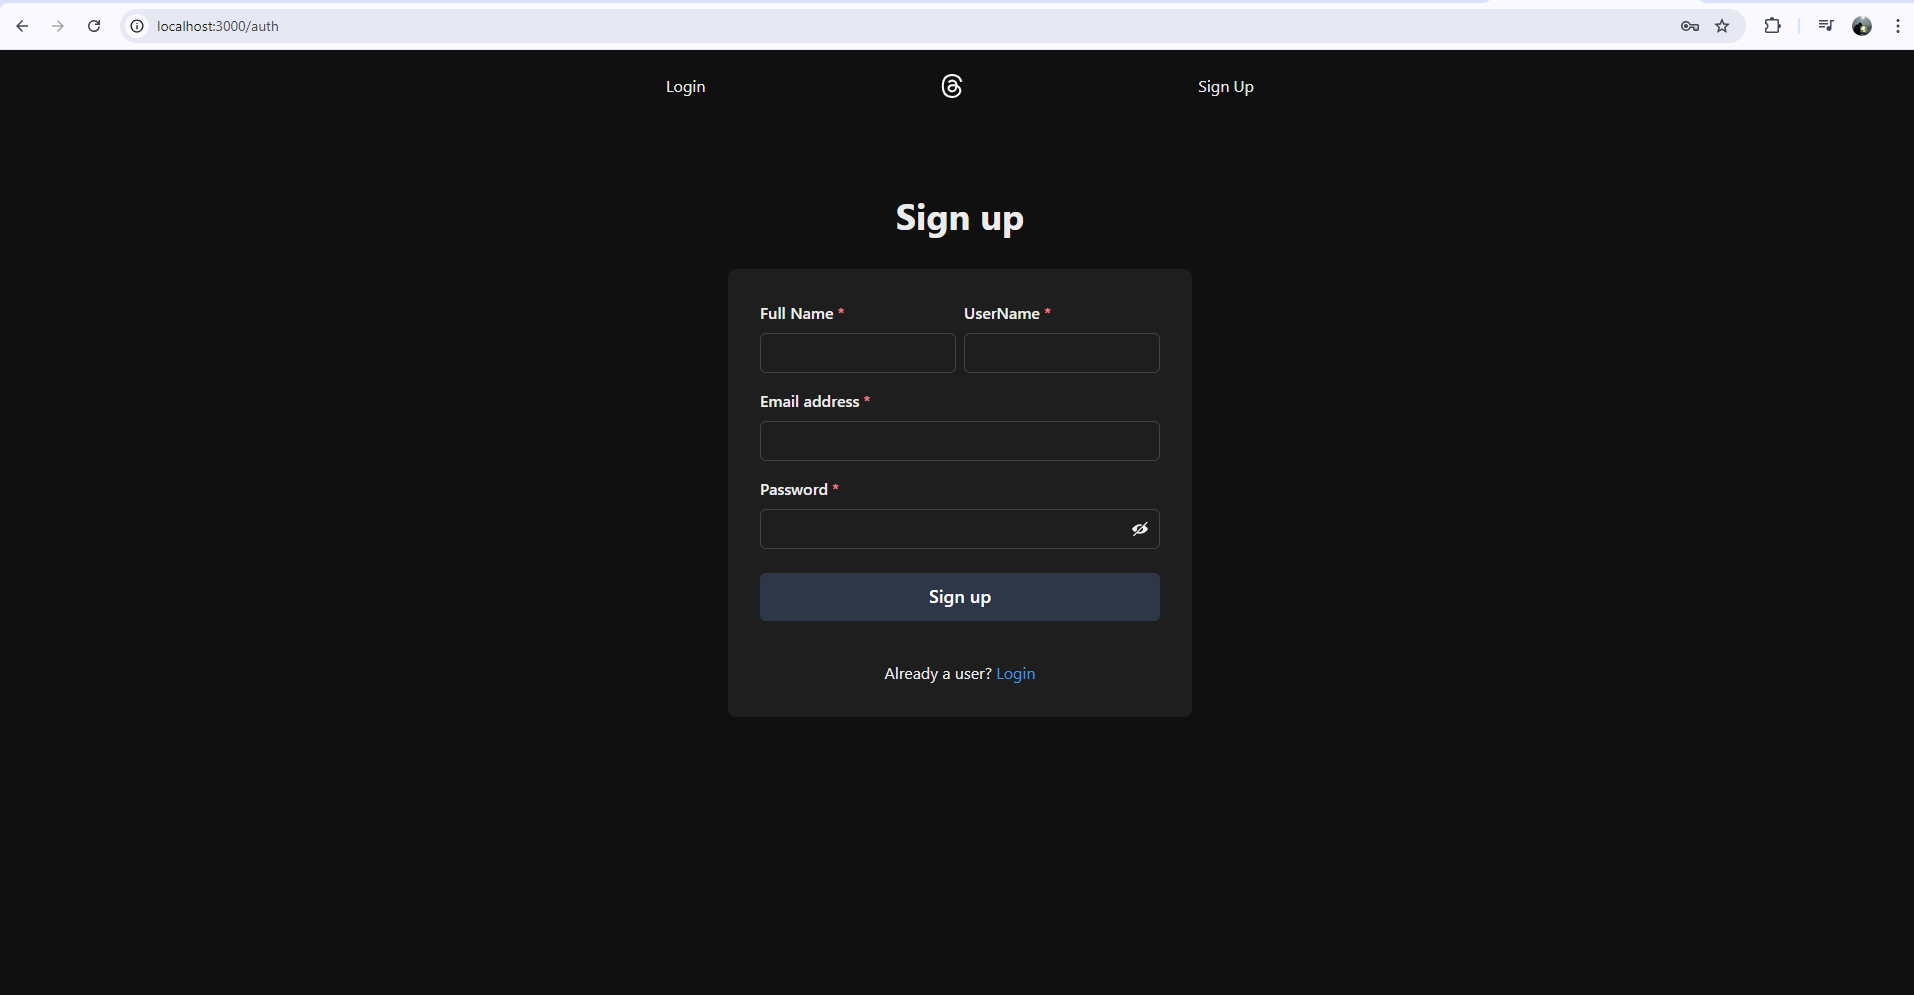 localhost:3000/auth
Login
Sign Up
Sign up
Full Name * UserName *
Email address *
Password *
Sign up
Already a user? Login